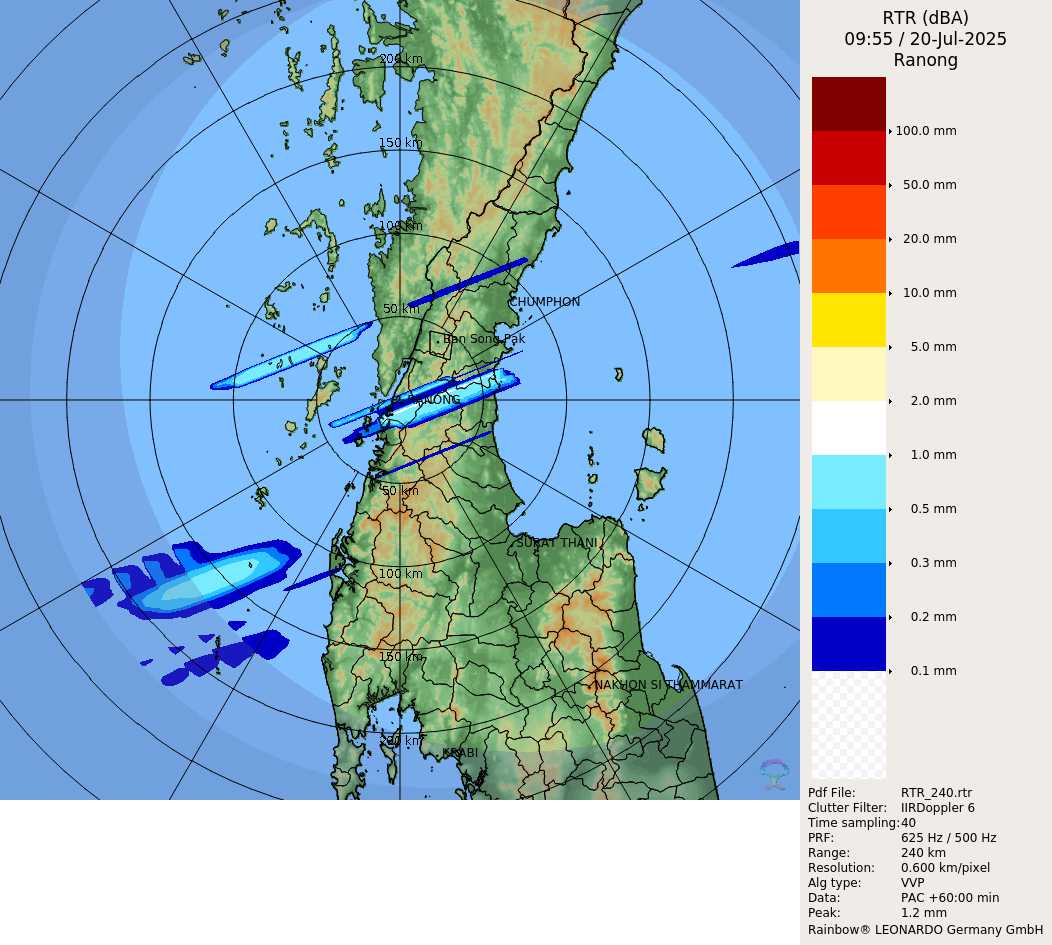 RTR (dBA)
09:55 / 20-Jul-2025
Ranong
100.0 mm
50.0 mm
20.0 mm
10.0 mm
5.0 mm
2.0 mm
1.0 mm
0.5 mm
0.3 mm
0.2 mm
0.1 mm
Pdf File: RTR_240.rtr
Clutter Filter: IIRDoppler 6
Time sampling: 40
PRF: 625 Hz / 500 Hz
Range: 240 km
Resolution: 0.600 km/pixel
Alg type: VVP
Data: PAC +60:00 min
Peak: 1.2 mm
Rainbow® LEONARDO Germany GmbH
200 km
150 km
100 km
CHUMPHON
50 km
Ban Song Pak
RANONG
50 km
SURAT THANI
100 km
150 km
NAKHON SI THAMMARAT
200 km
KRABI